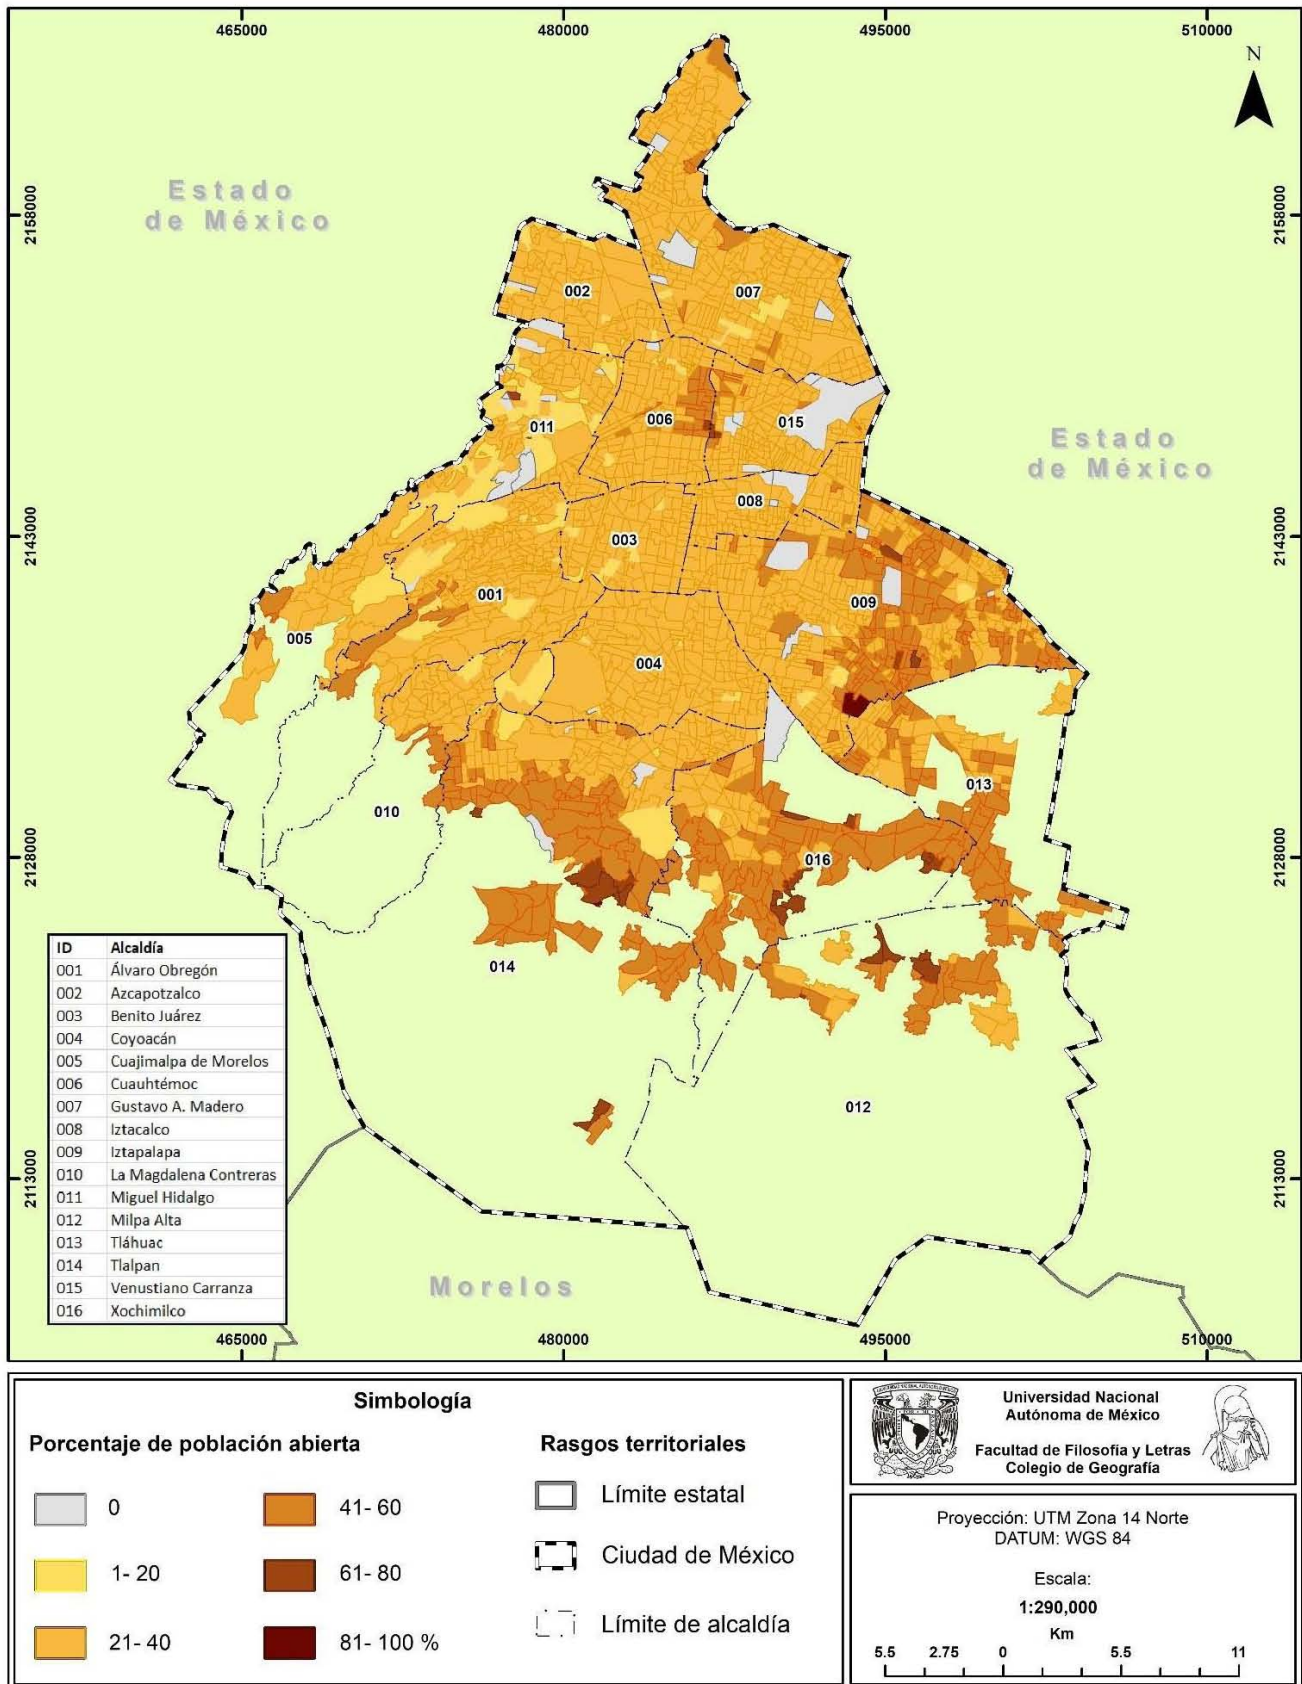 465000
480000
495000
510000
N
Estado
de México
2158000
2158000
002
007
011
006
015
Estado
de México
008
2143000
2143000
003
001
009
005
004
013
010
2128000
2128000
016
014
ID Alcaldía
001 Álvaro Obregón
002 Azcapotzalco
003 Benito Juárez
004 Coyoacán
005 Cuajimalpa de Morelos
006 Cuauhtémoc
007 Gustavo A. Madero
008 Iztacalco
009 Iztapalapa
010 La Magdalena Contreras
011 Miguel Hidalgo
012 Milpa Alta
013 Tláhuac
014 Tlalpan
015 Venustiano Carranza
016 Xochimilco
012
2113000
2113000
Morelos
465000
480000
495000
510000
Simbología
Porcentaje de población abierta
0
1- 20
21- 40
41- 60
61- 80
81- 100 %
Rasgos territoriales
Límite estatal
Ciudad de México
Límite de alcaldía
Universidad Nacional
Autónoma de México
Facultad de Filosofía y Letras
Colegio de Geografía
Proyección: UTM Zona 14 Norte
DATUM: WGS 84
Escala:
1:290,000
Km
5.5 2.75 0 5.5 11